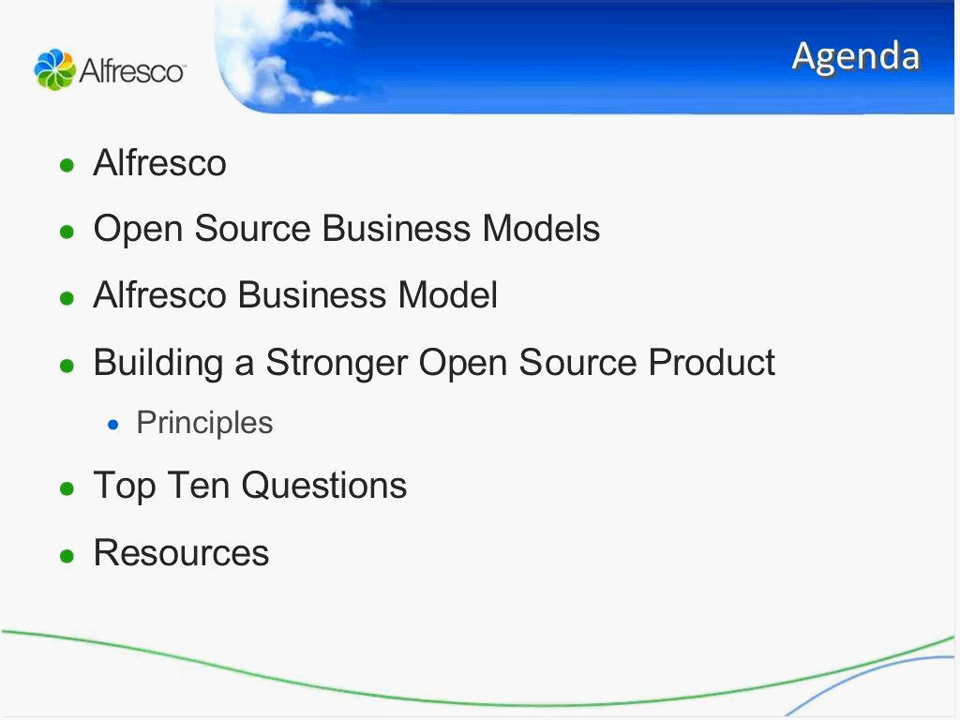 Alfresco™
Agenda
Alfresco
Open Source Business Models
Alfresco Business Model
Building a Stronger Open Source Product
Principles
Top Ten Questions
Resources